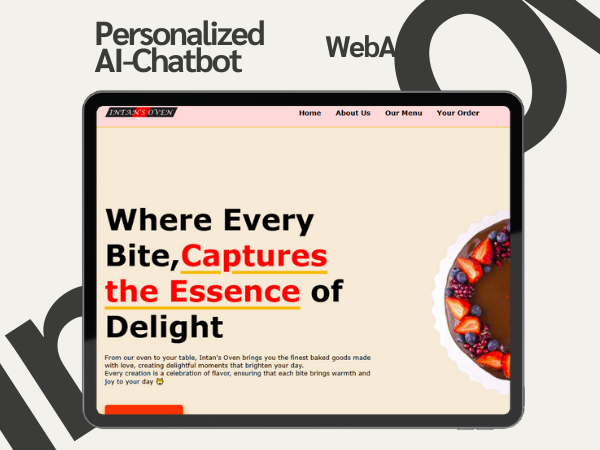 Personalized
AI-Chatbot
WebA
INTAN'S OVEN
Home About Us Our Menu Your Order
Where Every
Bite,Captures
the Essence of
Delight
From our oven to your table, Intan's Oven brings you the finest baked goods made
with love, creating delightful moments that brighten your day.
Every creation is a celebration of flavor, ensuring that each bite brings warmth and
joy to your day 😋
In